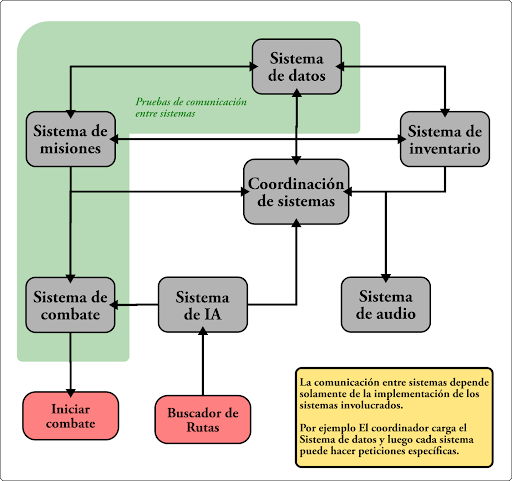 Sistema
de datos
Pruebas de comunicación
entre sistemas
Sistema de
misiones
Sistema de
inventario
Coordinación
de sistemas
Sistema de
combate
Sistema
de IA
Sistema
de audio
Iniciar
combate
Buscador de
Rutas
La comunicación entre sistemas depende
solamente de la implementación de los
sistemas involucrados.
Por ejemplo El coordinador carga el
Sistema de datos y luego cada sistema
puede hacer peticiones específicas.